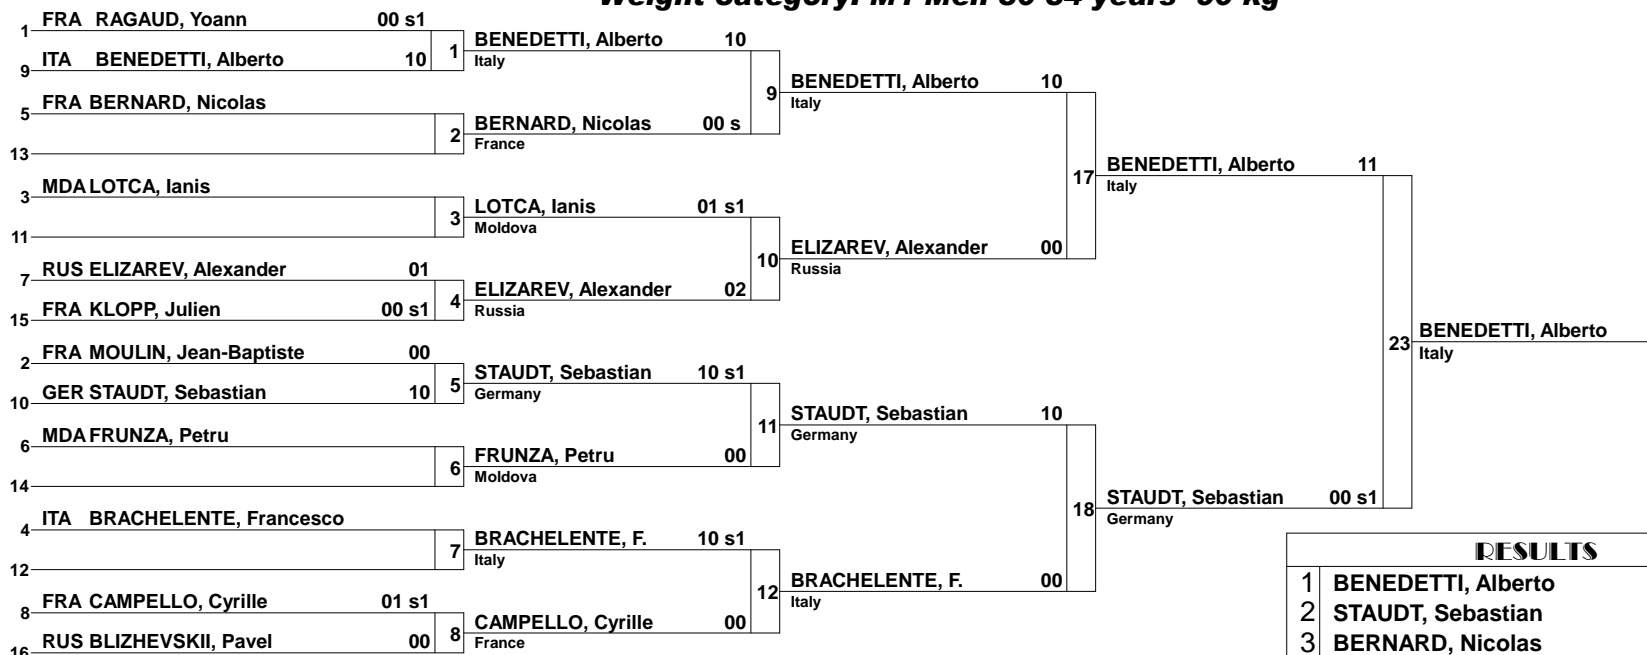 Weight Category: M1 Men 30-34 years -90 kg
1 FRA RAGAUD, Yoann 00 s1
9 ITA BENEDETTI, Alberto 10
1
5 FRA BERNARD, Nicolas
13
2
3 MDA LOTCA, Ianis
11
3
7 RUS ELIZAREV, Alexander 01
15 FRA KLOPP, Julien 00 s1
4
2 FRA MOULIN, Jean-Baptiste 00
10 GER STAUDT, Sebastian 10
5
6 MDA FRUNZA, Petru
14
6
4 ITA BRACHELENTE, Francesco
12
7
8 FRA CAMPELLO, Cyrille 01 s1
16 RUS BLIZHEVSKII, Pavel 00
8
BENEDETTI, Alberto 10
Italy
BERNARD, Nicolas 00 s
France
9
LOTCA, Ianis 01 s1
Moldova
ELIZAREV, Alexander 02
Russia
10
STAUDT, Sebastian 10 s1
Germany
FRUNZA, Petru 00
Moldova
11
BRACHELENTE, F. 10 s1
Italy
CAMPELLO, Cyrille 00
France
12
BENEDETTI, Alberto 10
Italy
ELIZAREV, Alexander 00
Russia
17
STAUDT, Sebastian 10
Germany
BRACHELENTE, F. 00
Italy
18
BENEDETTI, Alberto 11
Italy
STAUDT, Sebastian 00 s1
Germany
23
BENEDETTI, Alberto
Italy
RESULTS
1 BENEDETTI, Alberto
2 STAUDT, Sebastian
3 BERNARD, Nicolas